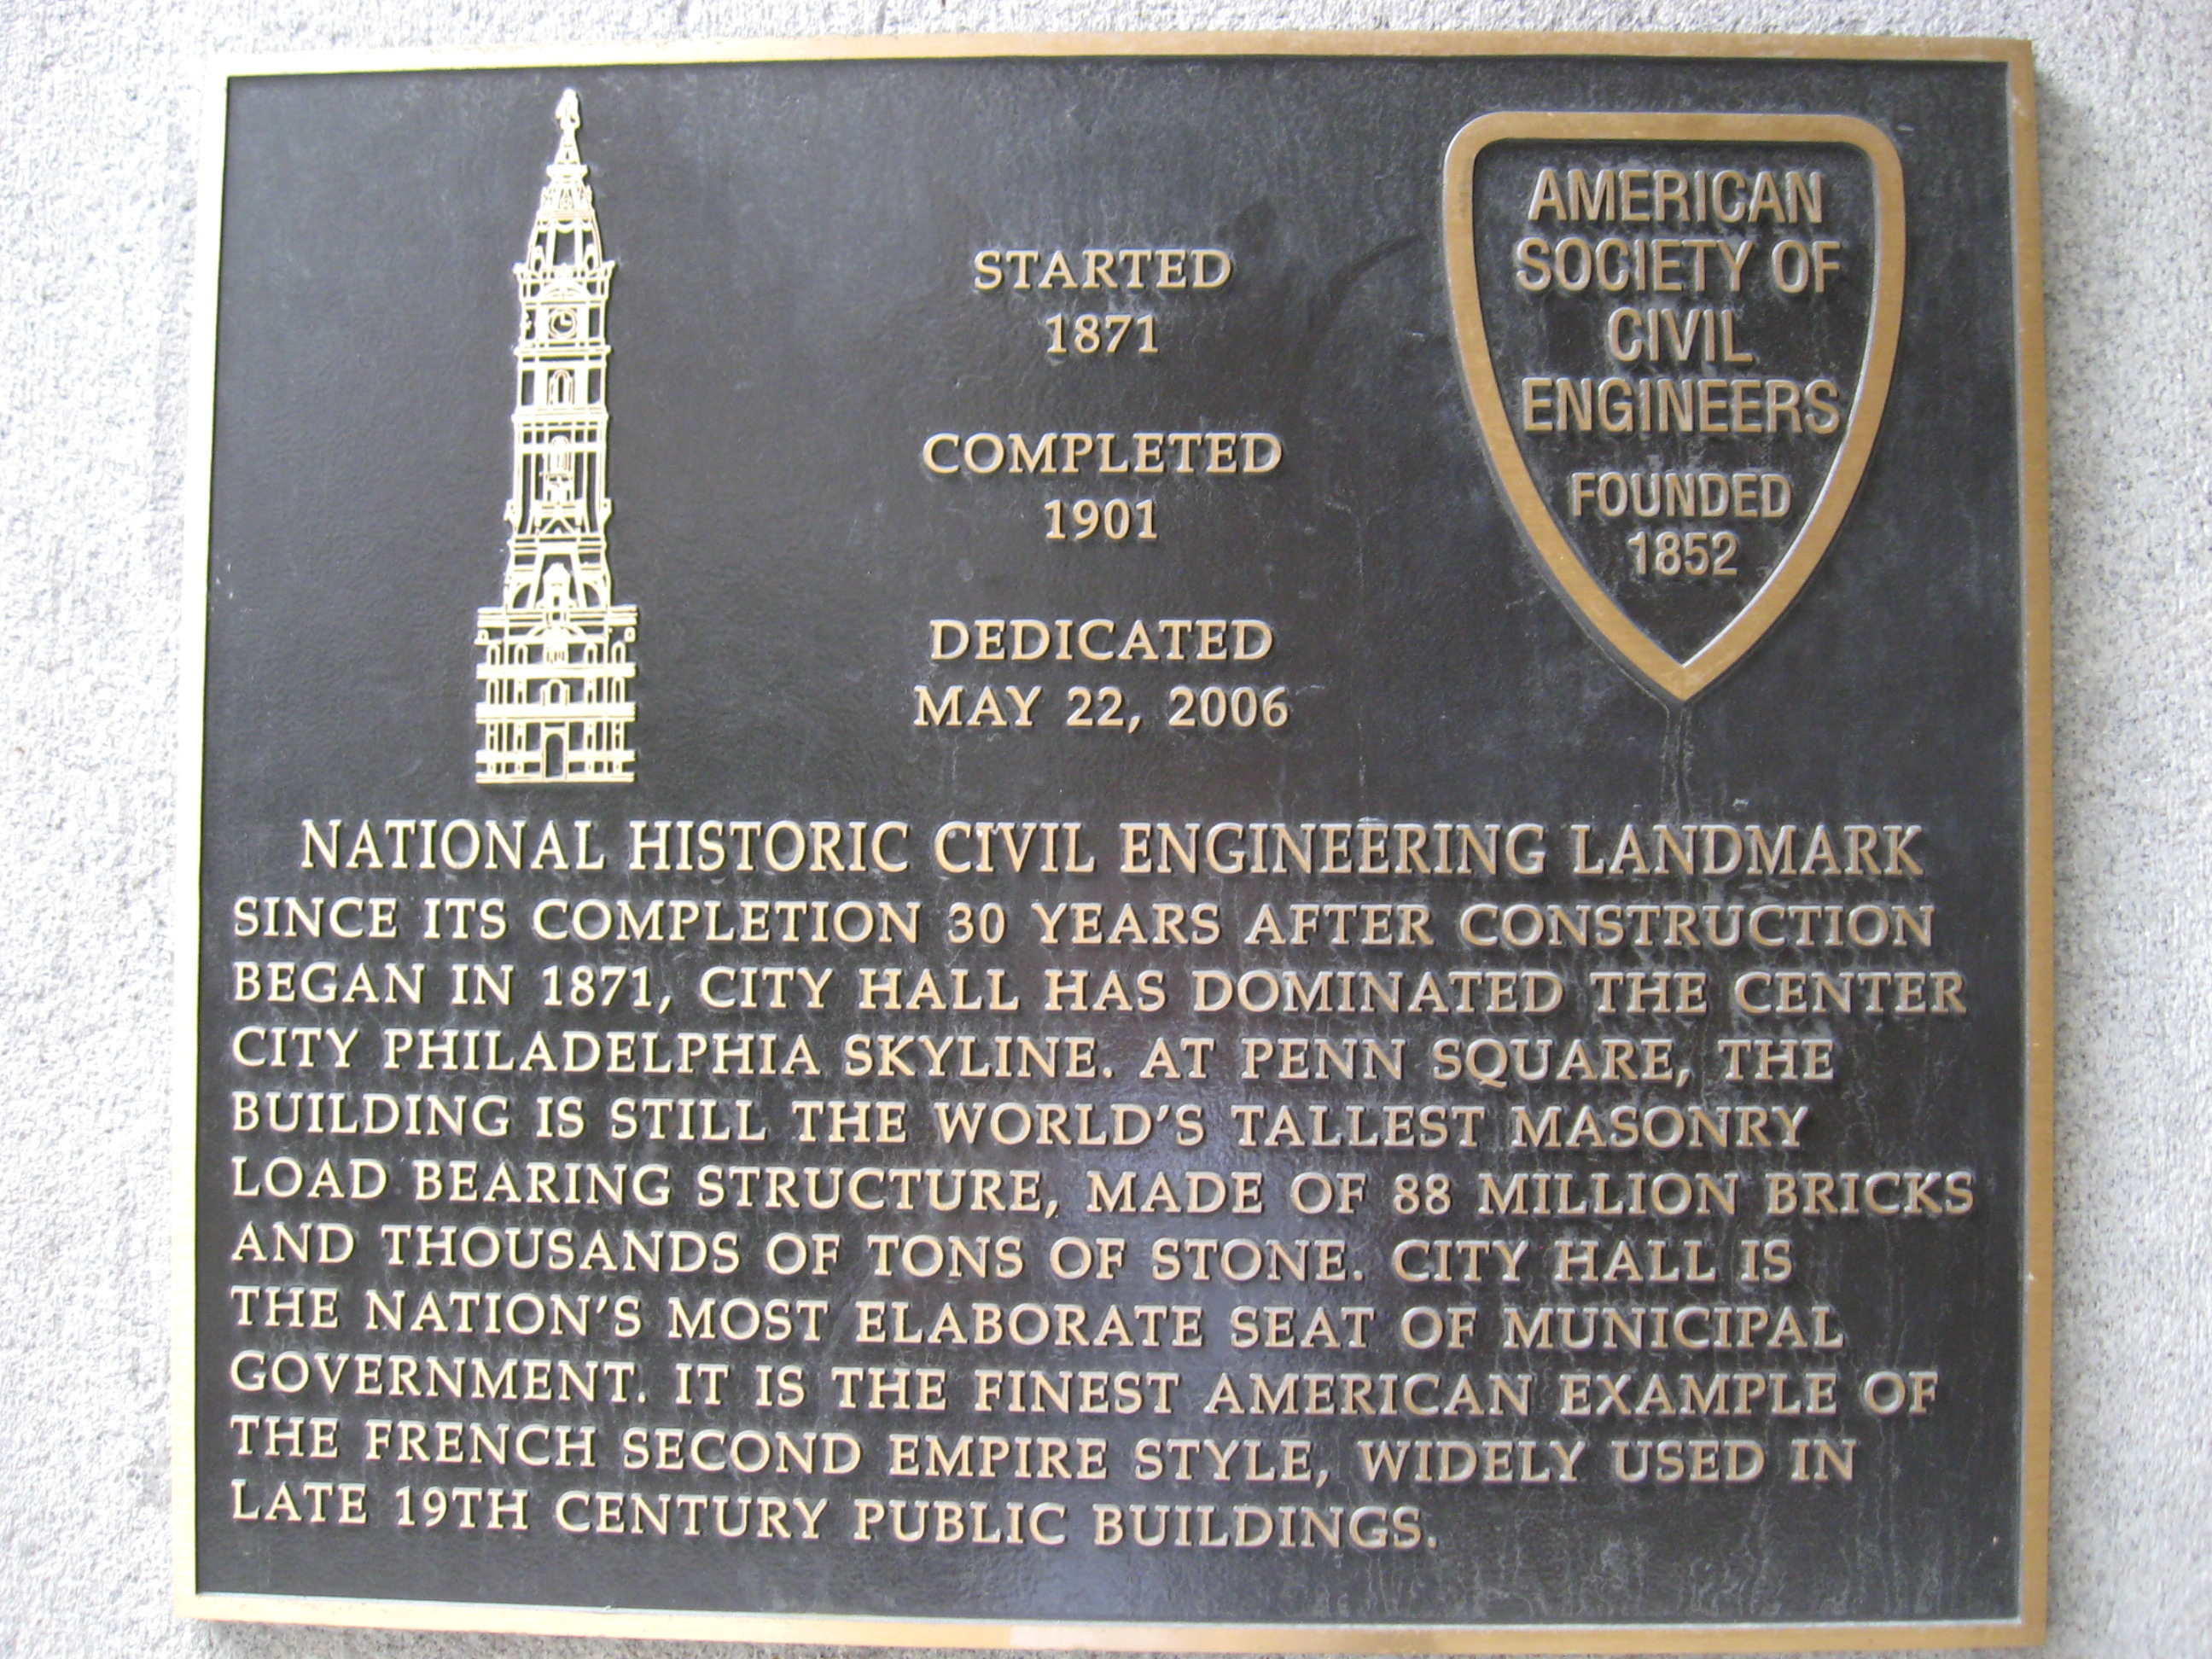 STARTED
1871
COMPLETED
1901
DEDICATED
MAY 22, 2006
AMERICAN
SOCIETY OF
CIVIL
ENGINEERS
FOUNDED
1852
NATIONAL HISTORIC CIVIL ENGINEERING LANDMARK
SINCE ITS COMPLETION 30 YEARS AFTER CONSTRUCTION
BEGAN IN 1871, CITY HALL HAS DOMINATED THE CENTER
CITY PHILADELPHIA SKYLINE. AT PENN SQUARE, THE
BUILDING IS STILL THE WORLD'S TALLEST MASONRY
LOAD BEARING STRUCTURE, MADE OF 88 MILLION BRICKS
AND THOUSANDS OF TONS OF STONE. CITY HALL IS
THE NATION'S MOST ELABORATE SEAT OF MUNICIPAL
GOVERNMENT. IT IS THE FINEST AMERICAN EXAMPLE OF
THE FRENCH SECOND EMPIRE STYLE, WIDELY USED IN
LATE 19TH CENTURY PUBLIC BUILDINGS.